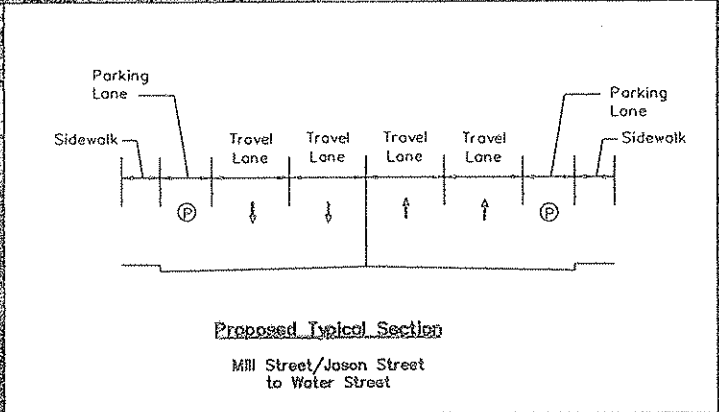 Parking
Lane
Parking
Lane
Sidewalk
Travel
Lane
Travel
Lane
Travel
Lane
Travel
Lane
Sidewalk
P
P
Proposed Typical Section
Mill Street/Jason Street
to Water Street